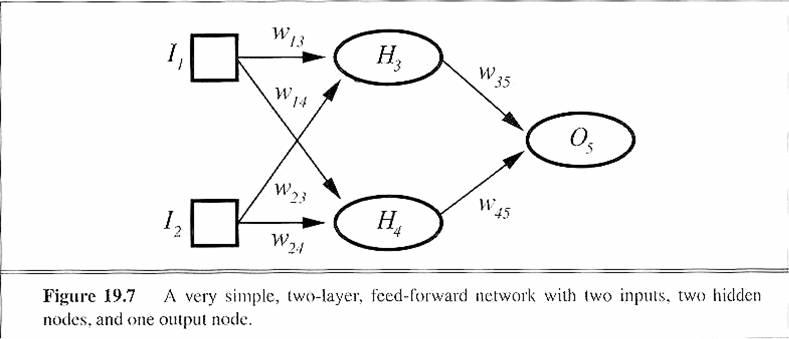 I1
w13
H3
w14
w35
O5
w23
I2
w24
H4
w45
Figure 19.7 A very simple, two-layer, feed-forward network with two inputs, two hidden
nodes, and one output node.